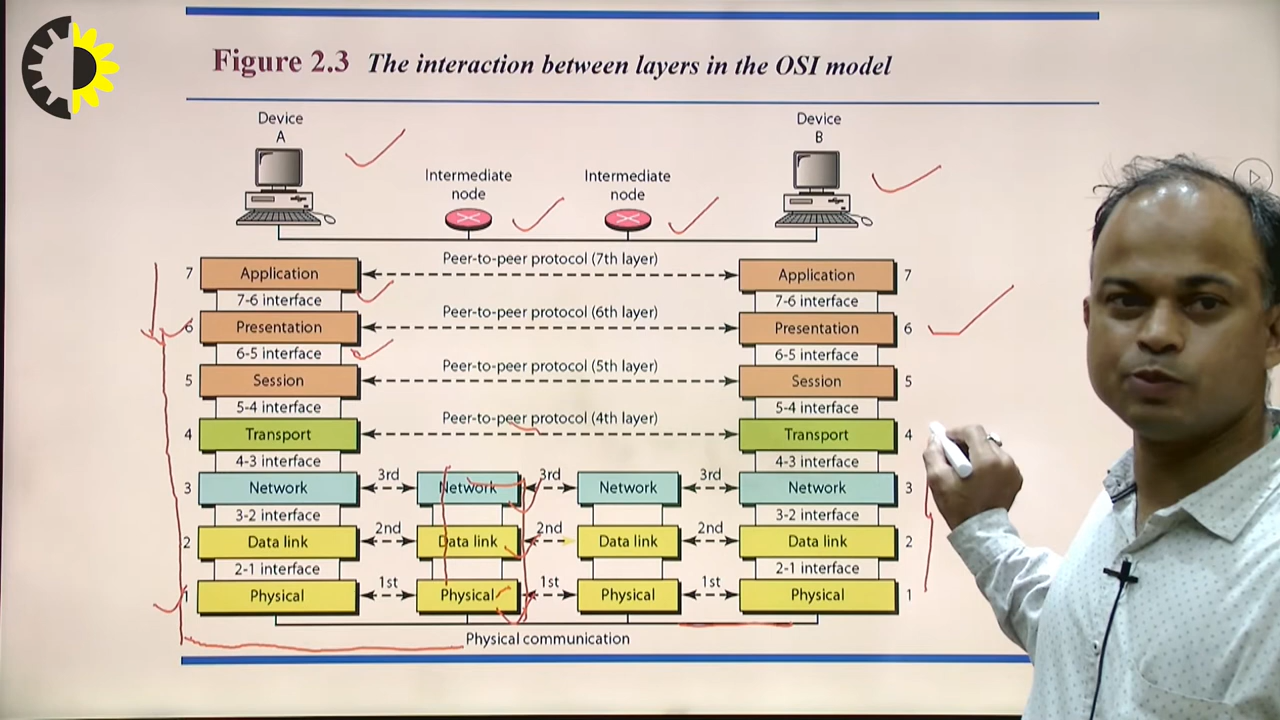 Figure 2.3 The interaction between layers in the OSI model
Device
A
Device
B
Intermediate
node
Intermediate
node
Peer-to-peer protocol (7th layer)
7 Application
Application 7
7-6 interface
7-6 interface
Peer-to-peer protocol (6th layer)
6 Presentation
Presentation 6
6-5 interface
6-5 interface
Peer-to-peer protocol (5th layer)
5 Session
Session 5
5-4 interface
5-4 interface
Peer-to-peer protocol (4th layer)
4 Transport
Transport 4
4-3 interface
4-3 interface
3 Network 3rd Network 3rd Network 3rd Network 3
3-2 interface
3-2 interface
2 Data link 2nd Data link 2nd Data link 2nd Data link 2
2-1 interface
2-1 interface
1 Physical 1st Physical 1st Physical 1st Physical 1
Physical communication